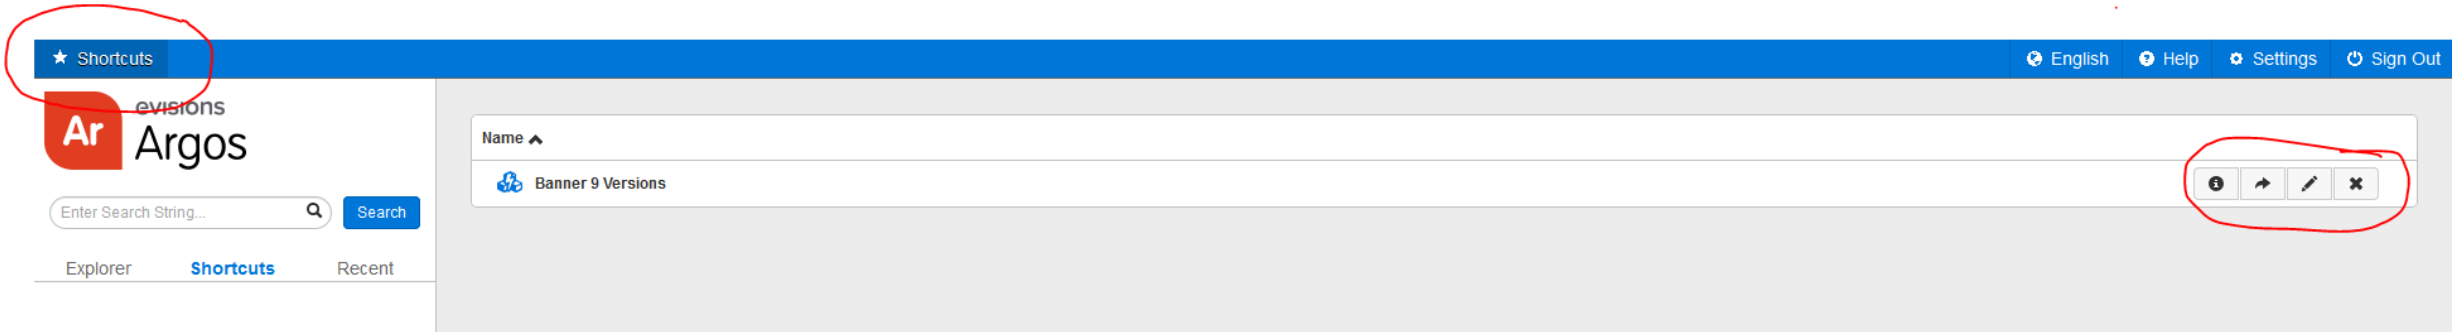 Shortcuts English Help Settings Sign Out
evisions
Ar Argos
Name
Banner 9 Versions
Enter Search String... Search
Explorer Shortcuts Recent